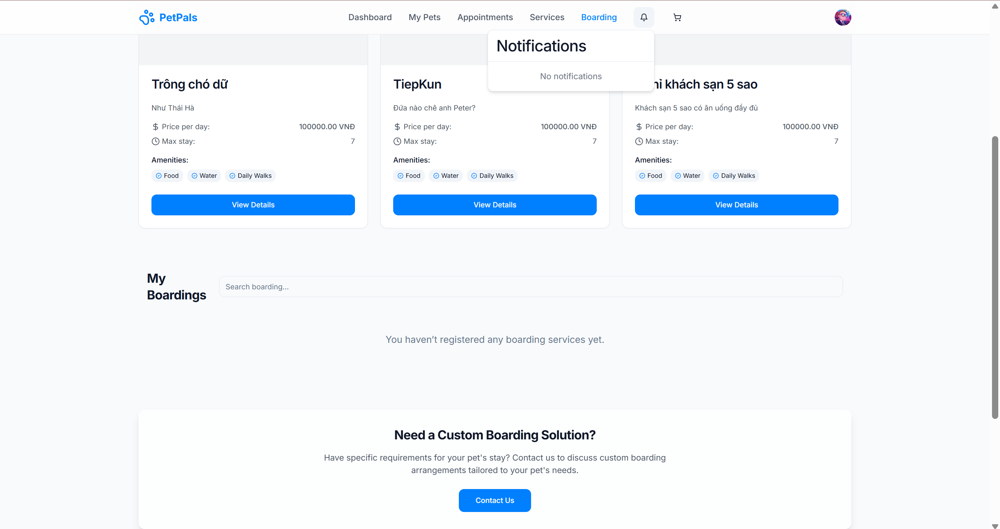 PetPals
Dashboard
My Pets
Appointments
Services
Boarding
Notifications
No notifications
Trông chó dữ
Như Thái Hà
Price per day: 100000.00 VNĐ
Max stay: 7
Amenities:
Food
Water
Daily Walks
View Details
TiepKun
Đứa nào chê anh Peter?
Price per day: 100000.00 VNĐ
Max stay: 7
Amenities:
Food
Water
Daily Walks
View Details
khách sạn 5 sao
Khách sạn 5 sao có ăn uống đầy đủ
Price per day: 100000.00 VNĐ
Max stay: 7
Amenities:
Food
Water
Daily Walks
View Details
My
Boardings
Search boarding...
You haven’t registered any boarding services yet.
Need a Custom Boarding Solution?
Have specific requirements for your pet's stay? Contact us to discuss custom boarding
arrangements tailored to your pet's needs.
Contact Us